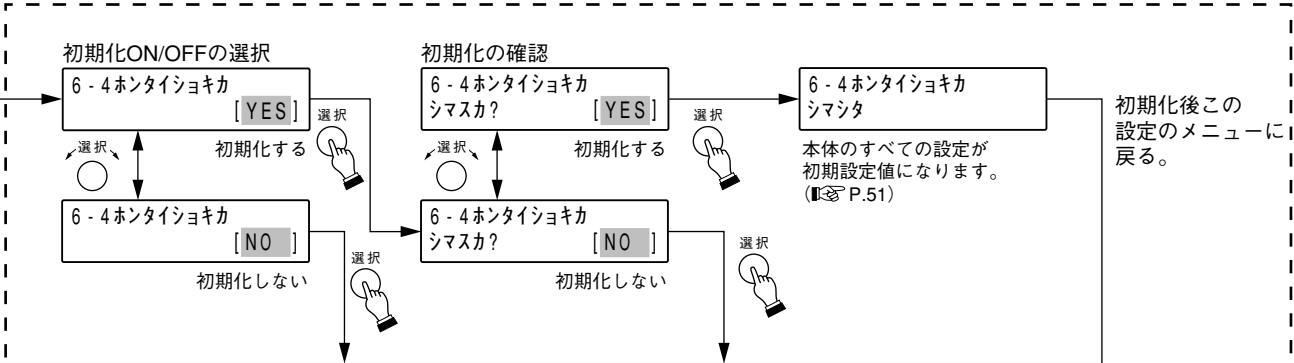 初期化ON/OFFの選択
6 - 4ホンタイショキカ
[ YES ]
選択
初期化する
選択
6 - 4ホンタイショキカ
[ NO ]
初期化しない
選択
初期化の確認
6 - 4ホンタイショキカ
シマスカ? [ YES ]
選択
初期化する
選択
6 - 4ホンタイショキカ
シマスカ? [ NO ]
初期化しない
選択
6 - 4ホンタイショキカ
シマシタ
本体のすべての設定が
初期設定値になります。
(☞ P.51)
初期化後この
設定のメニューに
戻る。